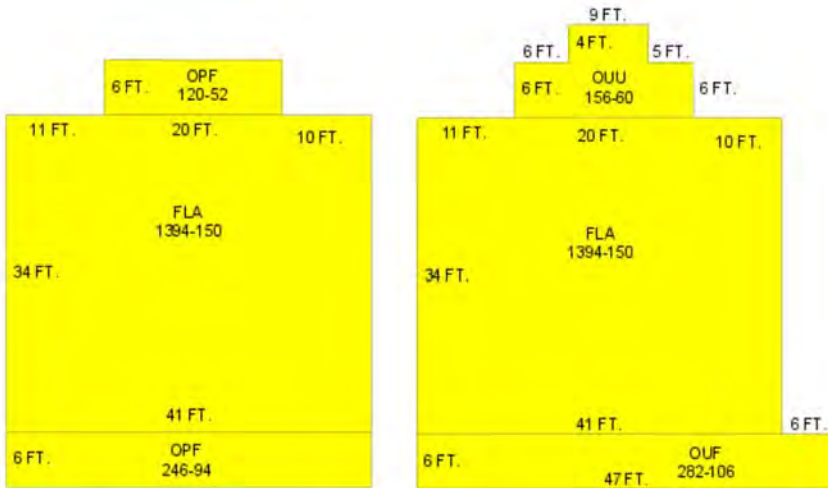 6 FT.
OPF
120-52
11 FT.
20 FT.
10 FT.
FLA
1394-150
34 FT.
41 FT.
6 FT.
OPF
246-94
9 FT.
6 FT.
4 FT.
5 FT.
6 FT.
OUU
156-60
6 FT.
11 FT.
20 FT.
10 FT.
FLA
1394-150
34 FT.
41 FT.
6 FT.
6 FT.
OUF
282-106
47 FT.